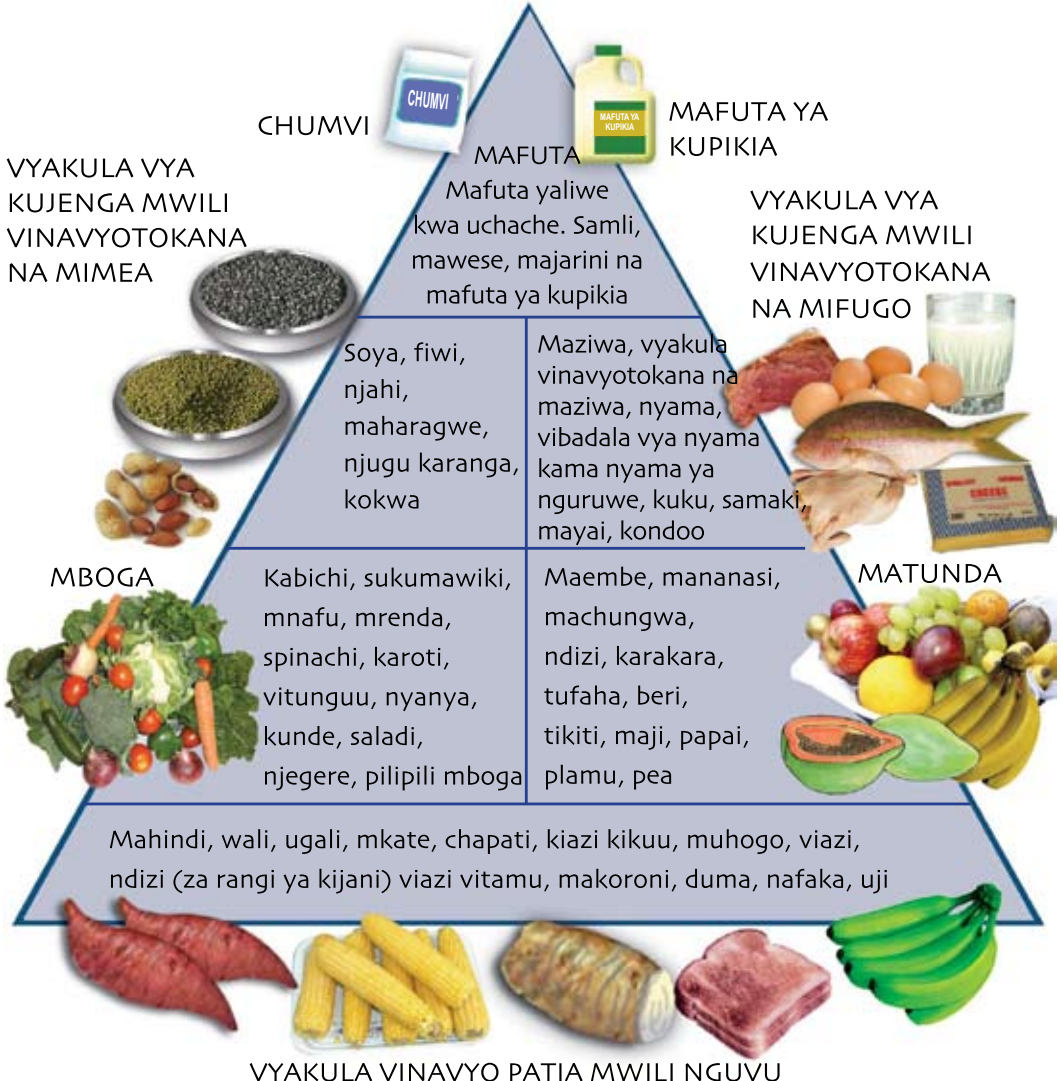 CHUMVI
CHUMVI
MAFUTA YA
KUPIKIA
MAFUTA YA
KUPIKIA
MAFUTA
Mafuta yaliwe
kwa uchache. Samli,
mawese, majarini na
mafuta ya kupikia
VYAKULA VYA
KUJENGA MWILI
VINAVYOTOKANA
NA MIMEA
VYAKULA VYA
KUJENGA MWILI
VINAVYOTOKANA
NA MIFUGO
Soya, fiwi,
njahi,
maharagwe,
njugu karanga,
kokwa
Maziwa, vyakula
vinavyotokana na
maziwa, nyama,
vibadala vya nyama
kama nyama ya
nguruwe, kuku, samaki,
mayai, kondoo
CHEESE
MBOGA
Kabichi, sukumawiki,
mnafu, mrenda,
spinachi, karoti,
vitunguu, nyanya,
kunde, saladi,
njegere, pilipili mboga
Maembe, mananasi,
machungwa,
ndizi, karakara,
tufaha, beri,
tikiti, maji, papai,
plamu, pea
MATUNDA
Mahindi, wali, ugali, mkate, chapati, kiazi kikuu, muhogo, viazi,
ndizi (za rangi ya kijani) viazi vitamu, makoroni, duma, nafaka, uji
VYAKULA VINAVYO PATIA MWILI NGUVU